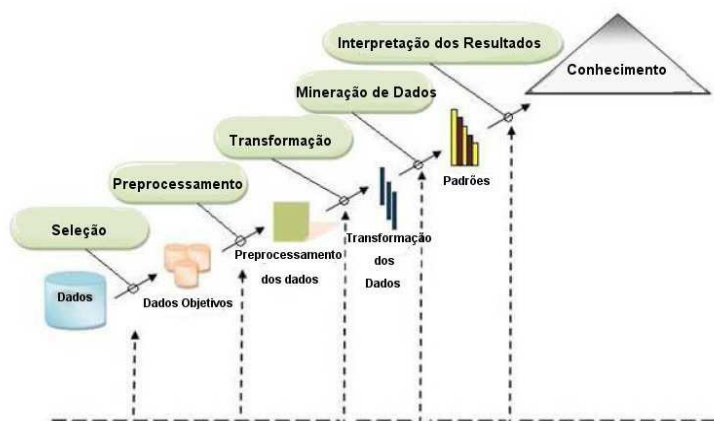 Interpretação dos Resultados
Conhecimento
Mineração de Dados
Transformação
Padrões
Preprocessamento
Seleção
Transformação
dos
Dados
Preprocessamento
dos dados
Dados
Dados Objetivos